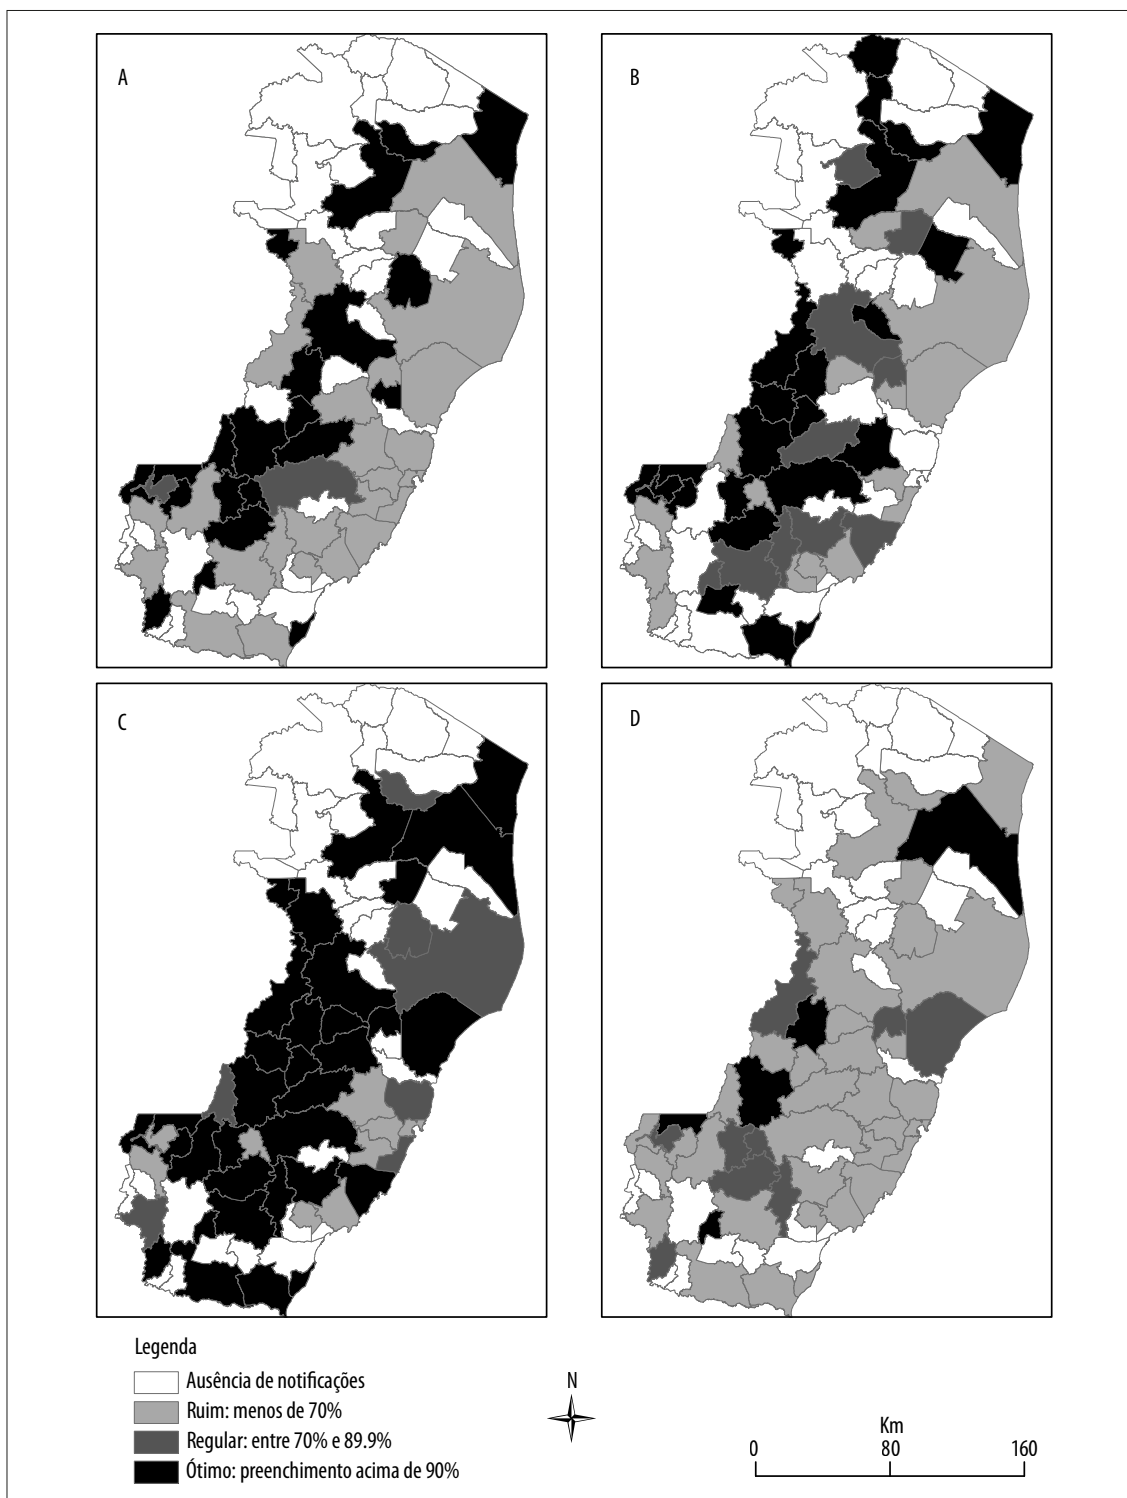 A
B
C
D
Legenda
Ausência de notificações
Ruim: menos de 70%
Regular: entre 70% e 89.9%
Ótimo: preenchimento acima de 90%
N
Km
0 80 160